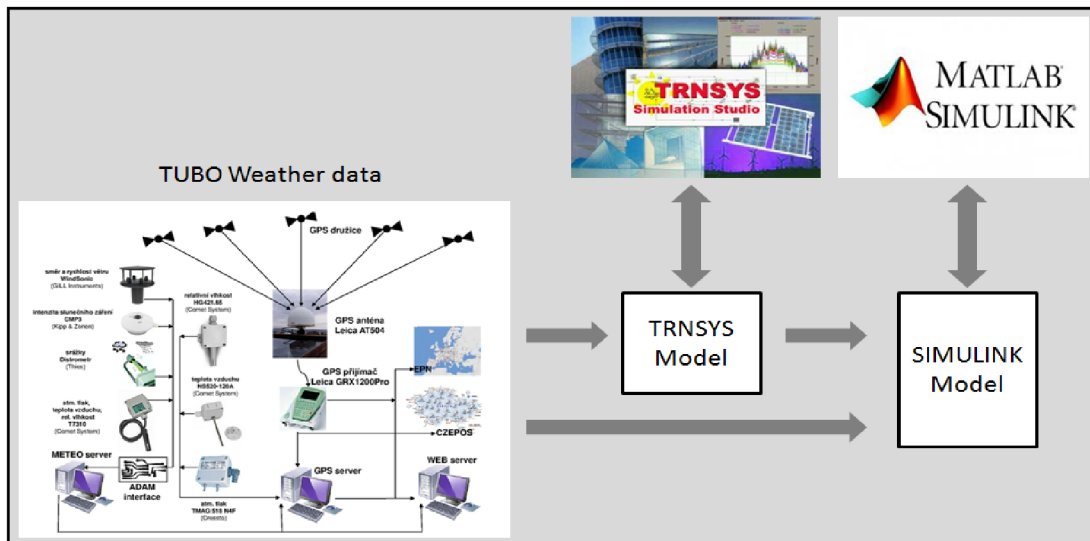 TRNSYS
Simulation Studio
MATLAB®
SIMULINK®
TUBO Weather data
GPS družice
směr a rychlost větru
WindSonic
(GILL Instruments)
intenzita slunečního záření
CMP3
(Kipp & Zonen)
srážky
Distrometr
(Thies)
atm. tlak,
teplota vzduchu,
rel. vlhkost
T7310
(Comet System)
relativní vlhkost
(Comet System)
teplota vzduchu
(Comet System)
GPS anténa
Leica AT504
GPS přijímač
Leica GRX1200Pro
EPN
CZEPOS
METEO server
ADAM
interface
atm. tlak
GPS server
WEB server
TRNSYS
Model
SIMULINK
Model